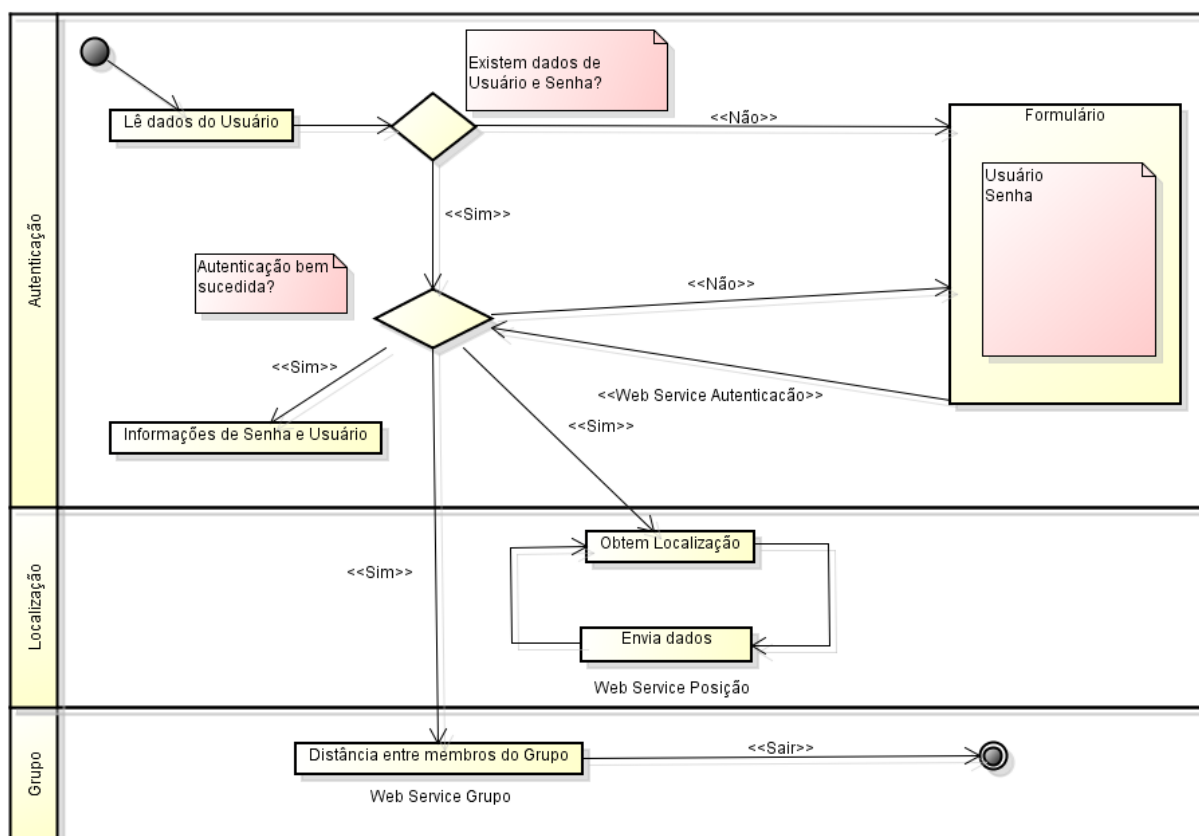 Autenticação
Existem dados de
Usuário e Senha?
Lê dados do Usuário
<<Não>>
Formulário
Usuário
Senha
<<Sim>>
Autenticação bem
sucedida?
<<Não>>
<<Sim>>
<<Web Service Autenticacão>>
<<Sim>>
Informações de Senha e Usuário
Localização
Obtem Localização
<<Sim>>
Envia dados
Web Service Posição
Grupo
Distância entre membros do Grupo
<<Sair>>
Web Service Grupo